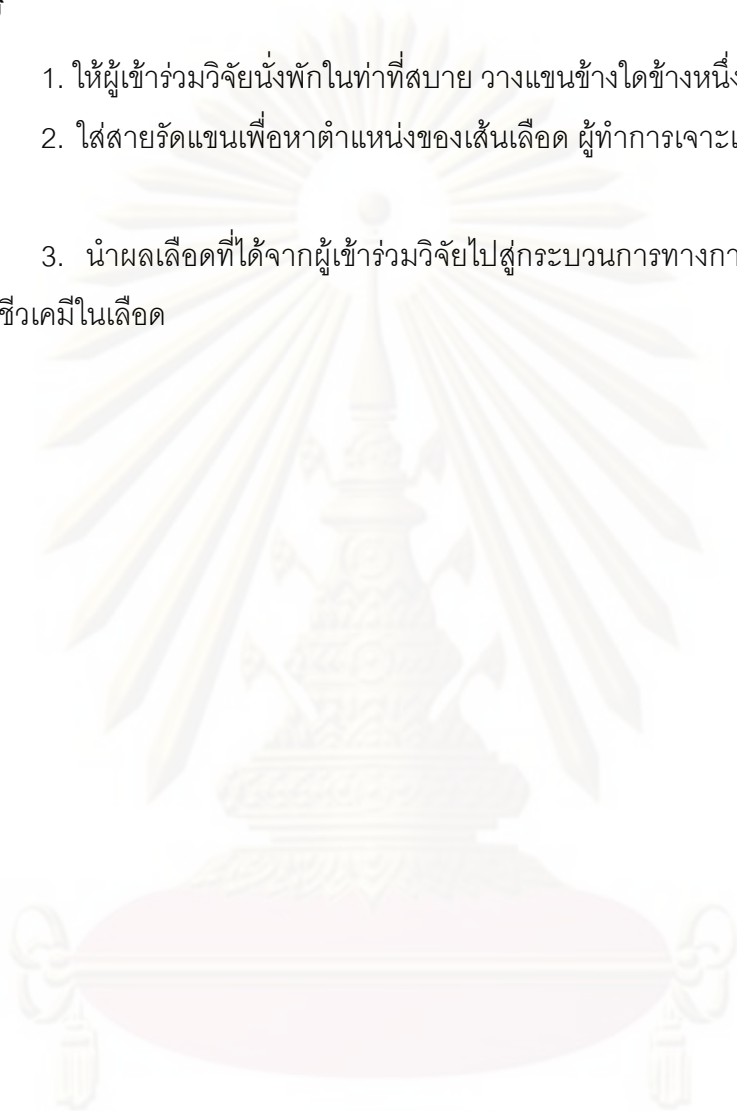 1. ให้ผู้เข้าร่วมวิจัยนั่งพักในท่าที่สบาย วางแขนข้างใดข้างหนึ่ง
2. ใส่สายรัดแขนเพื่อหาตำแหน่งของเส้นเลือด ผู้ทำการเจาะ
3. นำผลเลือดที่ได้จากผู้เข้าร่วมวิจัยไปสู่กระบวนการทาง
ชีวเคมีในเลือด